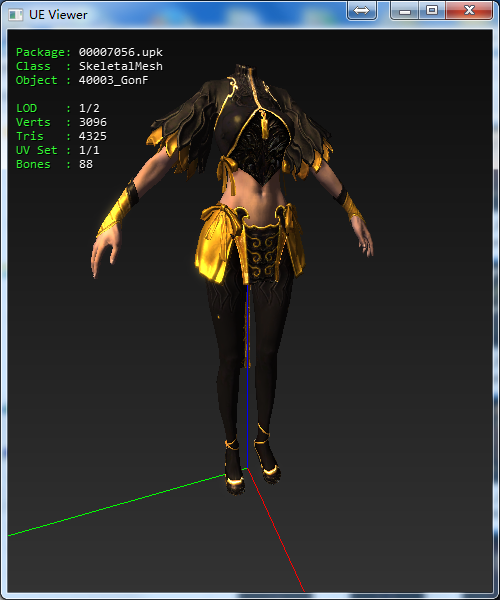 UE Viewer
Package: 00007056.upk
Class : SkeletalMesh
Object : 40003_GonF
LOD : 1/2
Verts : 3096
Tris : 4325
UV Set : 1/1
Bones : 88